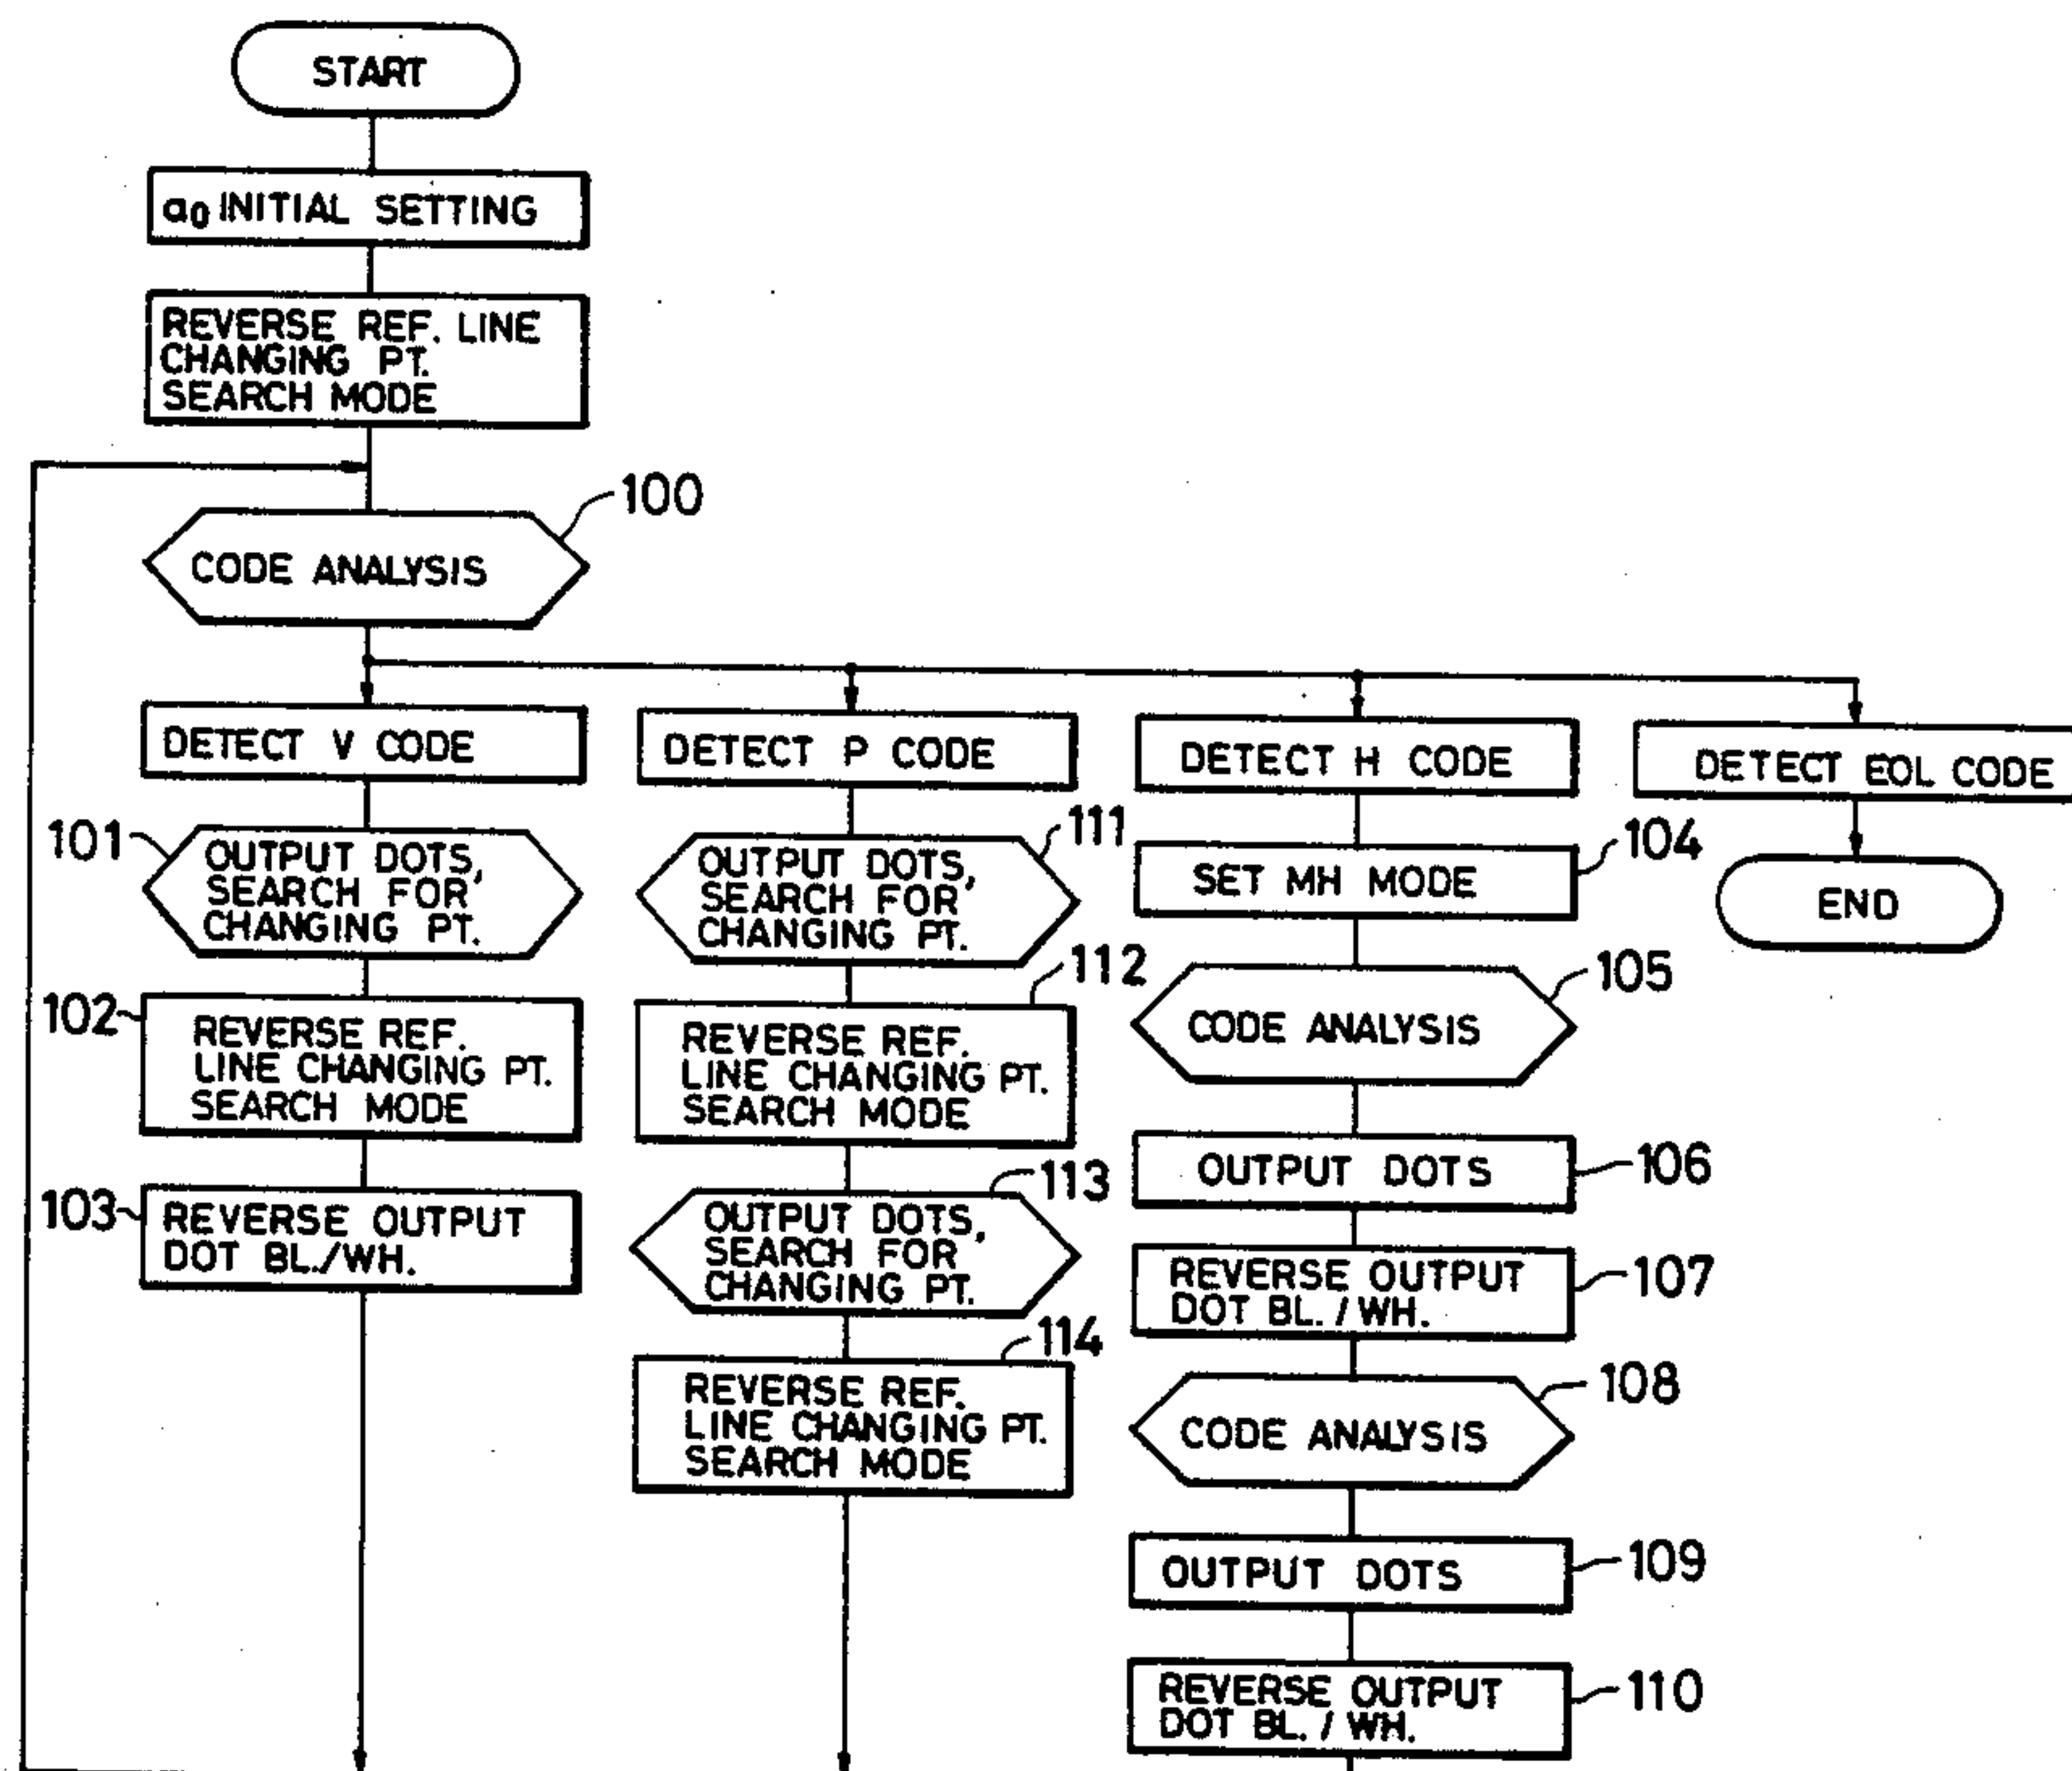 START
a0 INITIAL SETTING
REVERSE REF. LINE
CHANGING PT.
SEARCH MODE
100
CODE ANALYSIS
DETECT V CODE
101
OUTPUT DOTS,
SEARCH FOR
CHANGING PT.
102
REVERSE REF.
LINE CHANGING PT.
SEARCH MODE
103
REVERSE OUTPUT
DOT BL./WH.
DETECT P CODE
111
OUTPUT DOTS,
SEARCH FOR
CHANGING PT.
112
REVERSE REF.
LINE CHANGING PT.
SEARCH MODE
113
OUTPUT DOTS,
SEARCH FOR
CHANGING PT.
114
REVERSE REF.
LINE CHANGING PT.
SEARCH MODE
DETECT H CODE
104
SET MH MODE
105
CODE ANALYSIS
106
OUTPUT DOTS
107
REVERSE OUTPUT
DOT BL./WH.
108
CODE ANALYSIS
109
OUTPUT DOTS
110
REVERSE OUTPUT
DOT BL./WH.
DETECT EOL CODE
END